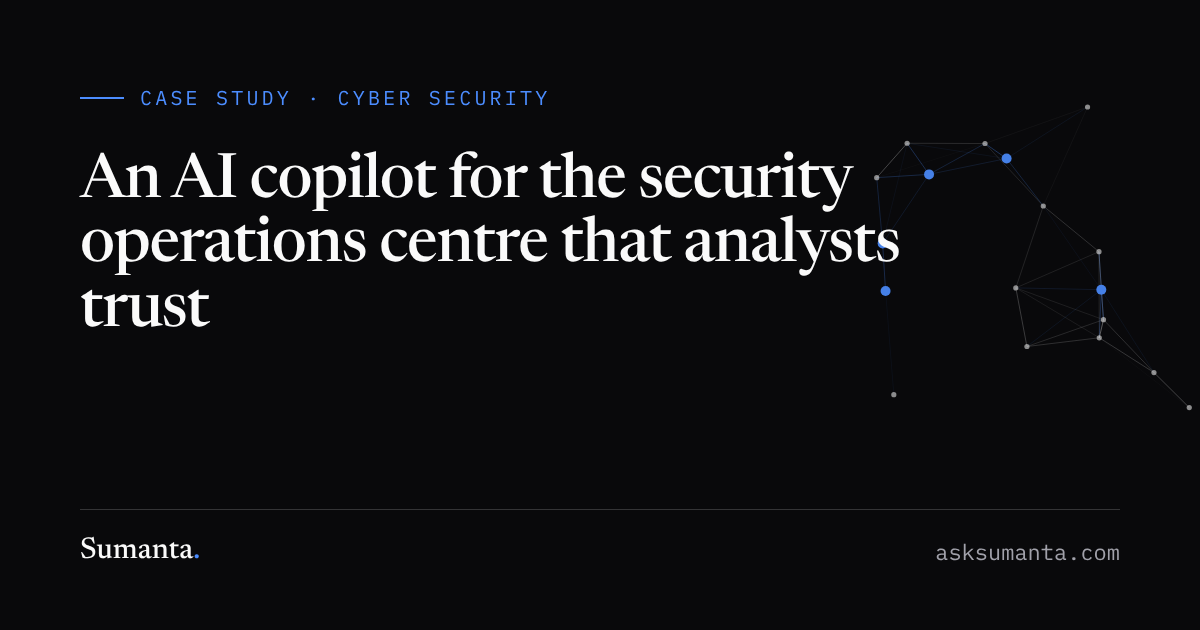 CASE STUDY · CYBER SECURITY
An AI copilot for the security
operations centre that analysts
trust
Sumanta.
asksumanta.com